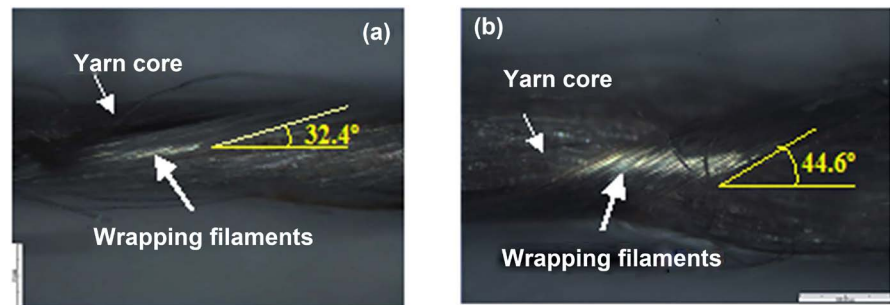 (a)
Yarn core
32.4°
Wrapping filaments
(b)
Yarn core
44.6°
Wrapping filaments